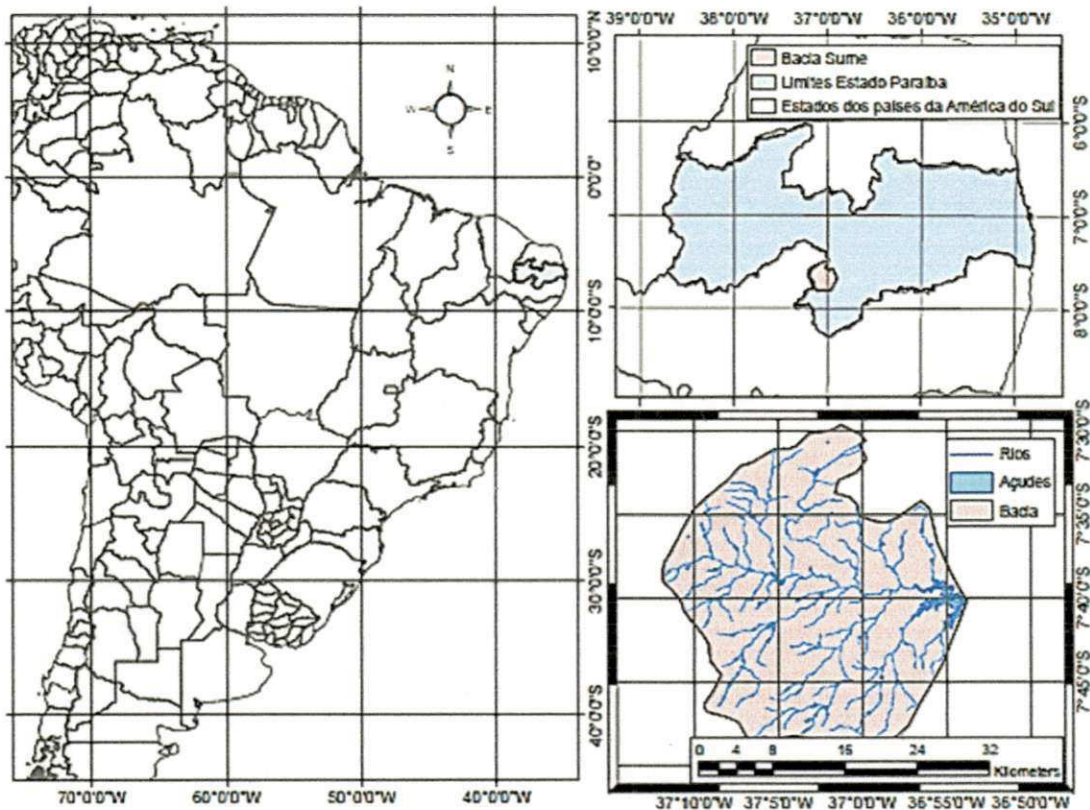 N
W E
S
10°0'0"N
0°0'0"
10°0'0"S
20°0'0"S
30°0'0"S
40°0'0"S
70°0'0"W 60°0'0"W 50°0'0"W 40°0'0"W
39°0'0"W 38°0'0"W 37°0'0"W 36°0'0"W 35°0'0"W
Bacia Sume
Limites Estado Paraíba
Estados dos países da América do Sul
6°0'0"S
7°0'0"S
8°0'0"S
Rios
Açudes
Bacia
7°30'0"S
7°35'0"S
7°40'0"S
7°45'0"S
0 4 8 16 24 32
Kilometers
37°10'0"W 37°5'0"W 37°0'0"W 36°55'0"W 36°50'0"W